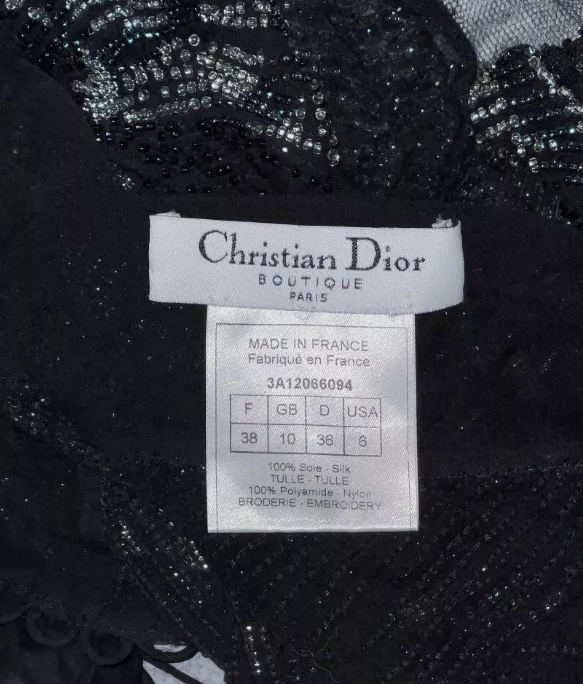 Christian Dior
BOUTIQUE
PARIS
MADE IN FRANCE
Fabriqué en France
3A12066094
F GB D USA
38 10 36 6
100% Soie - Silk
TULLE - TULLE
100% Polyamide - Nylon
BRODERIE - EMBROIDERY